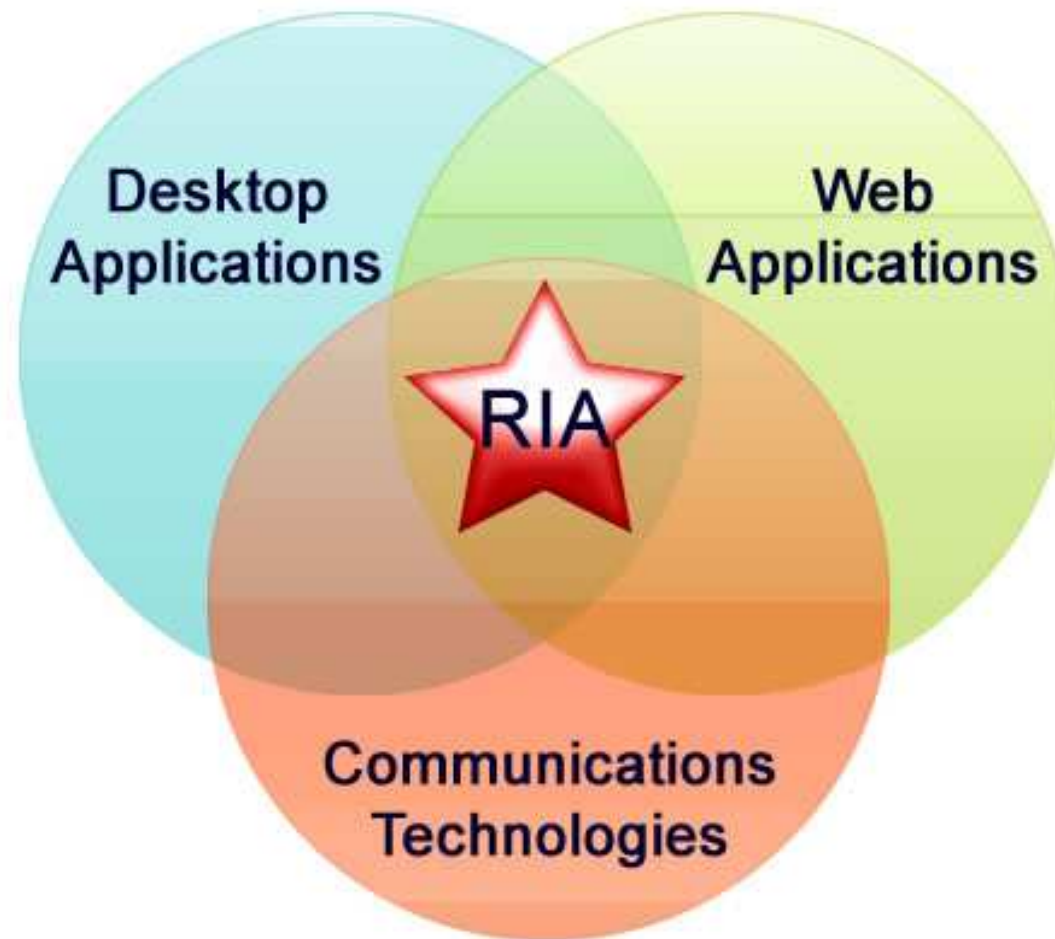 Desktop
Applications
Web
Applications
RIA
Communications
Technologies